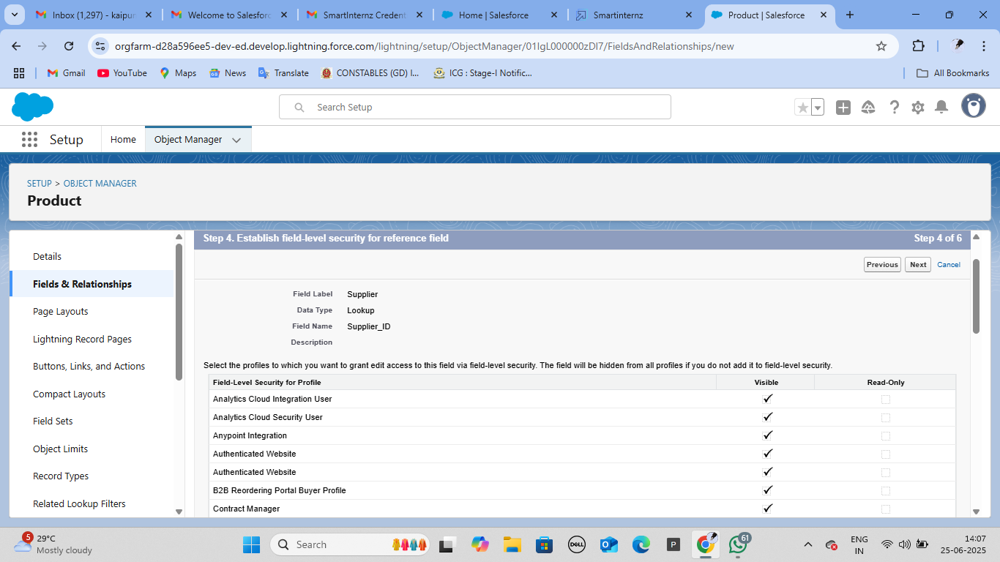 Inbox (1,297) - kaipu
Welcome to Salesforc
SmartInternz Credent
Home | Salesforce
Smartinternz
Product | Salesforce
orgfarm-d28a596ee5-dev-ed.develop.lightning.force.com/lightning/setup/ObjectManager/01IgL000000zDI7/FieldsAndRelationships/new
Gmail
YouTube
Maps
News
Translate
CONSTABLES (GD) I...
ICG : Stage-I Notific...
All Bookmarks
Search Setup
Setup
Home
Object Manager
SETUP > OBJECT MANAGER
Product
Details
Fields & Relationships
Page Layouts
Lightning Record Pages
Buttons, Links, and Actions
Compact Layouts
Field Sets
Object Limits
Record Types
Related Lookup Filters
Step 4. Establish field-level security for reference field
Step 4 of 6
Previous Next Cancel
Field Label Supplier
Data Type Lookup
Field Name Supplier_ID
Description
Select the profiles to which you want to grant edit access to this field via field-level security. The field will be hidden from all profiles if you do not add it to field-level security.
Field-Level Security for Profile Visible Read-Only
Analytics Cloud Integration User
Analytics Cloud Security User
Anypoint Integration
Authenticated Website
Authenticated Website
B2B Reordering Portal Buyer Profile
Contract Manager
5
29°C
Mostly cloudy
Search
DELL
P
61
ENG
IN
14:07
25-06-2025